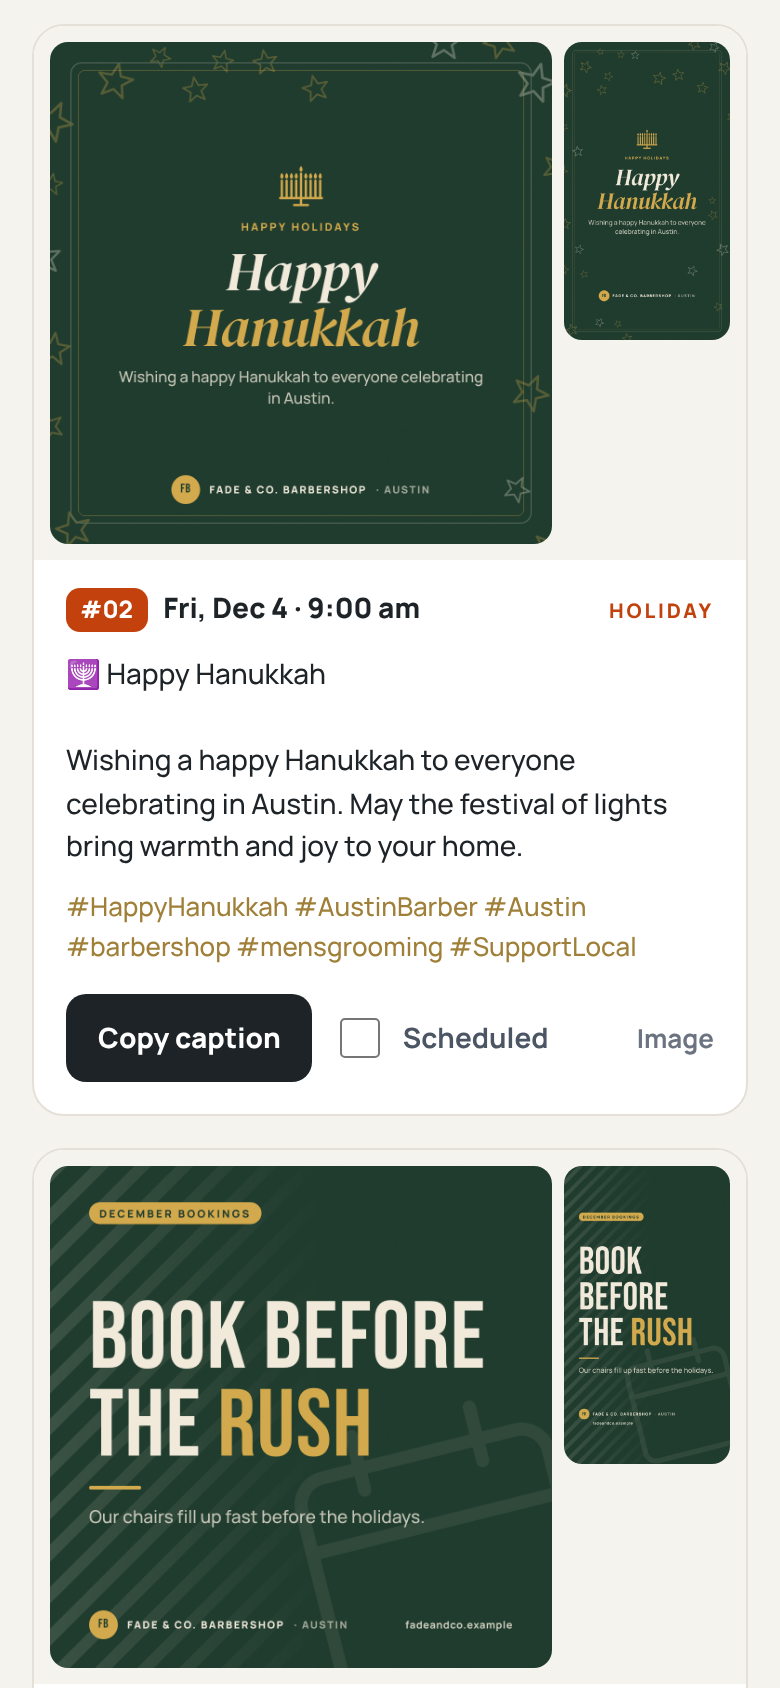 HAPPY HOLIDAYS
Happy
Hanukkah
Wishing a happy Hanukkah to everyone celebrating
in Austin.
FB FADE & CO. BARBERSHOP · AUSTIN
HAPPY HOLIDAYS
Happy
Hanukkah
Wishing a happy Hanukkah to everyone
celebrating in Austin.
FB FADE & CO. BARBERSHOP · AUSTIN
#02 Fri, Dec 4 · 9:00 am HOLIDAY
🕎 Happy Hanukkah
Wishing a happy Hanukkah to everyone
celebrating in Austin. May the festival of lights
bring warmth and joy to your home.
#HappyHanukkah #AustinBarber #Austin
#barbershop #mensgrooming #SupportLocal
Copy caption Scheduled Image
DECEMBER BOOKINGS
BOOK BEFORE
THE RUSH
Our chairs fill up fast before the holidays.
FB FADE & CO. BARBERSHOP · AUSTIN fadeandco.example
DECEMBER BOOKINGS
BOOK
BEFORE
THE RUSH
Our chairs fill up fast before the holidays.
FB FADE & CO. BARBERSHOP · AUSTIN
fadeandco.example